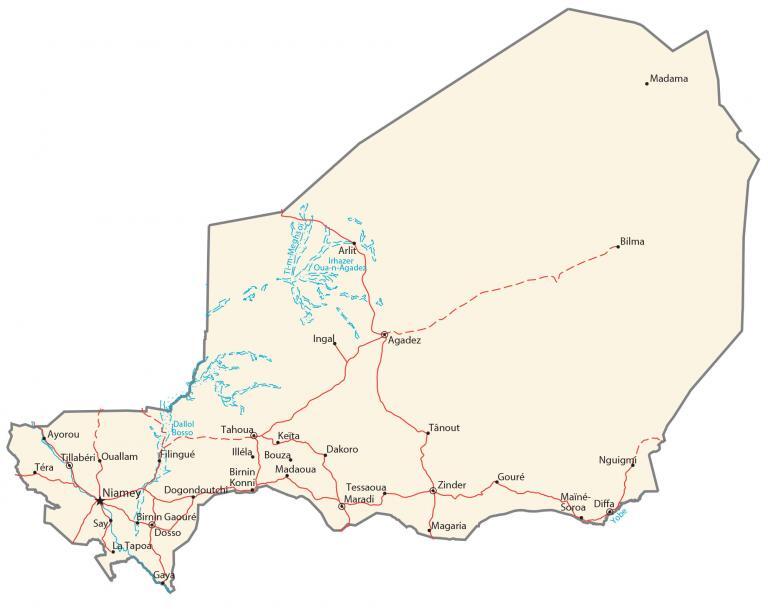 Madama
Bilma
Ti-m-Meghsoi
Arlit
Irhazer
Oua-n-Agadez
Ingal
Agadez
Dallol
Bosso
Ayorou
Tahoua
Keïta
Tânout
Tillabéri
Ouallam
Filingué
Illéla
Bouza
Dakoro
Nguigmi
Téra
Birnin
Konni
Madaoua
Gouré
Niamey
Dogondoutchi
Tessaoua
Zinder
Maradi
Maïné-
Soroa
Diffa
Yobe
Say
Birnin Gaouré
Dosso
Magaria
La Tapoa
Gaya